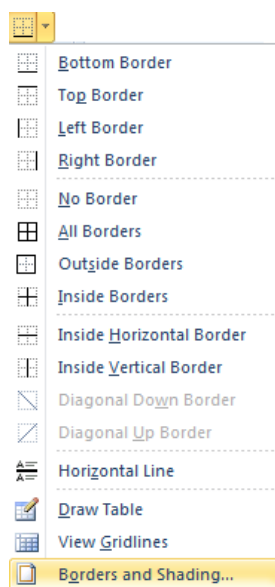 Bottom Border
Top Border
Left Border
Right Border
No Border
All Borders
Outside Borders
Inside Borders
Inside Horizontal Border
Inside Vertical Border
Diagonal Down Border
Diagonal Up Border
Horizontal Line
Draw Table
View Gridlines
Borders and Shading...